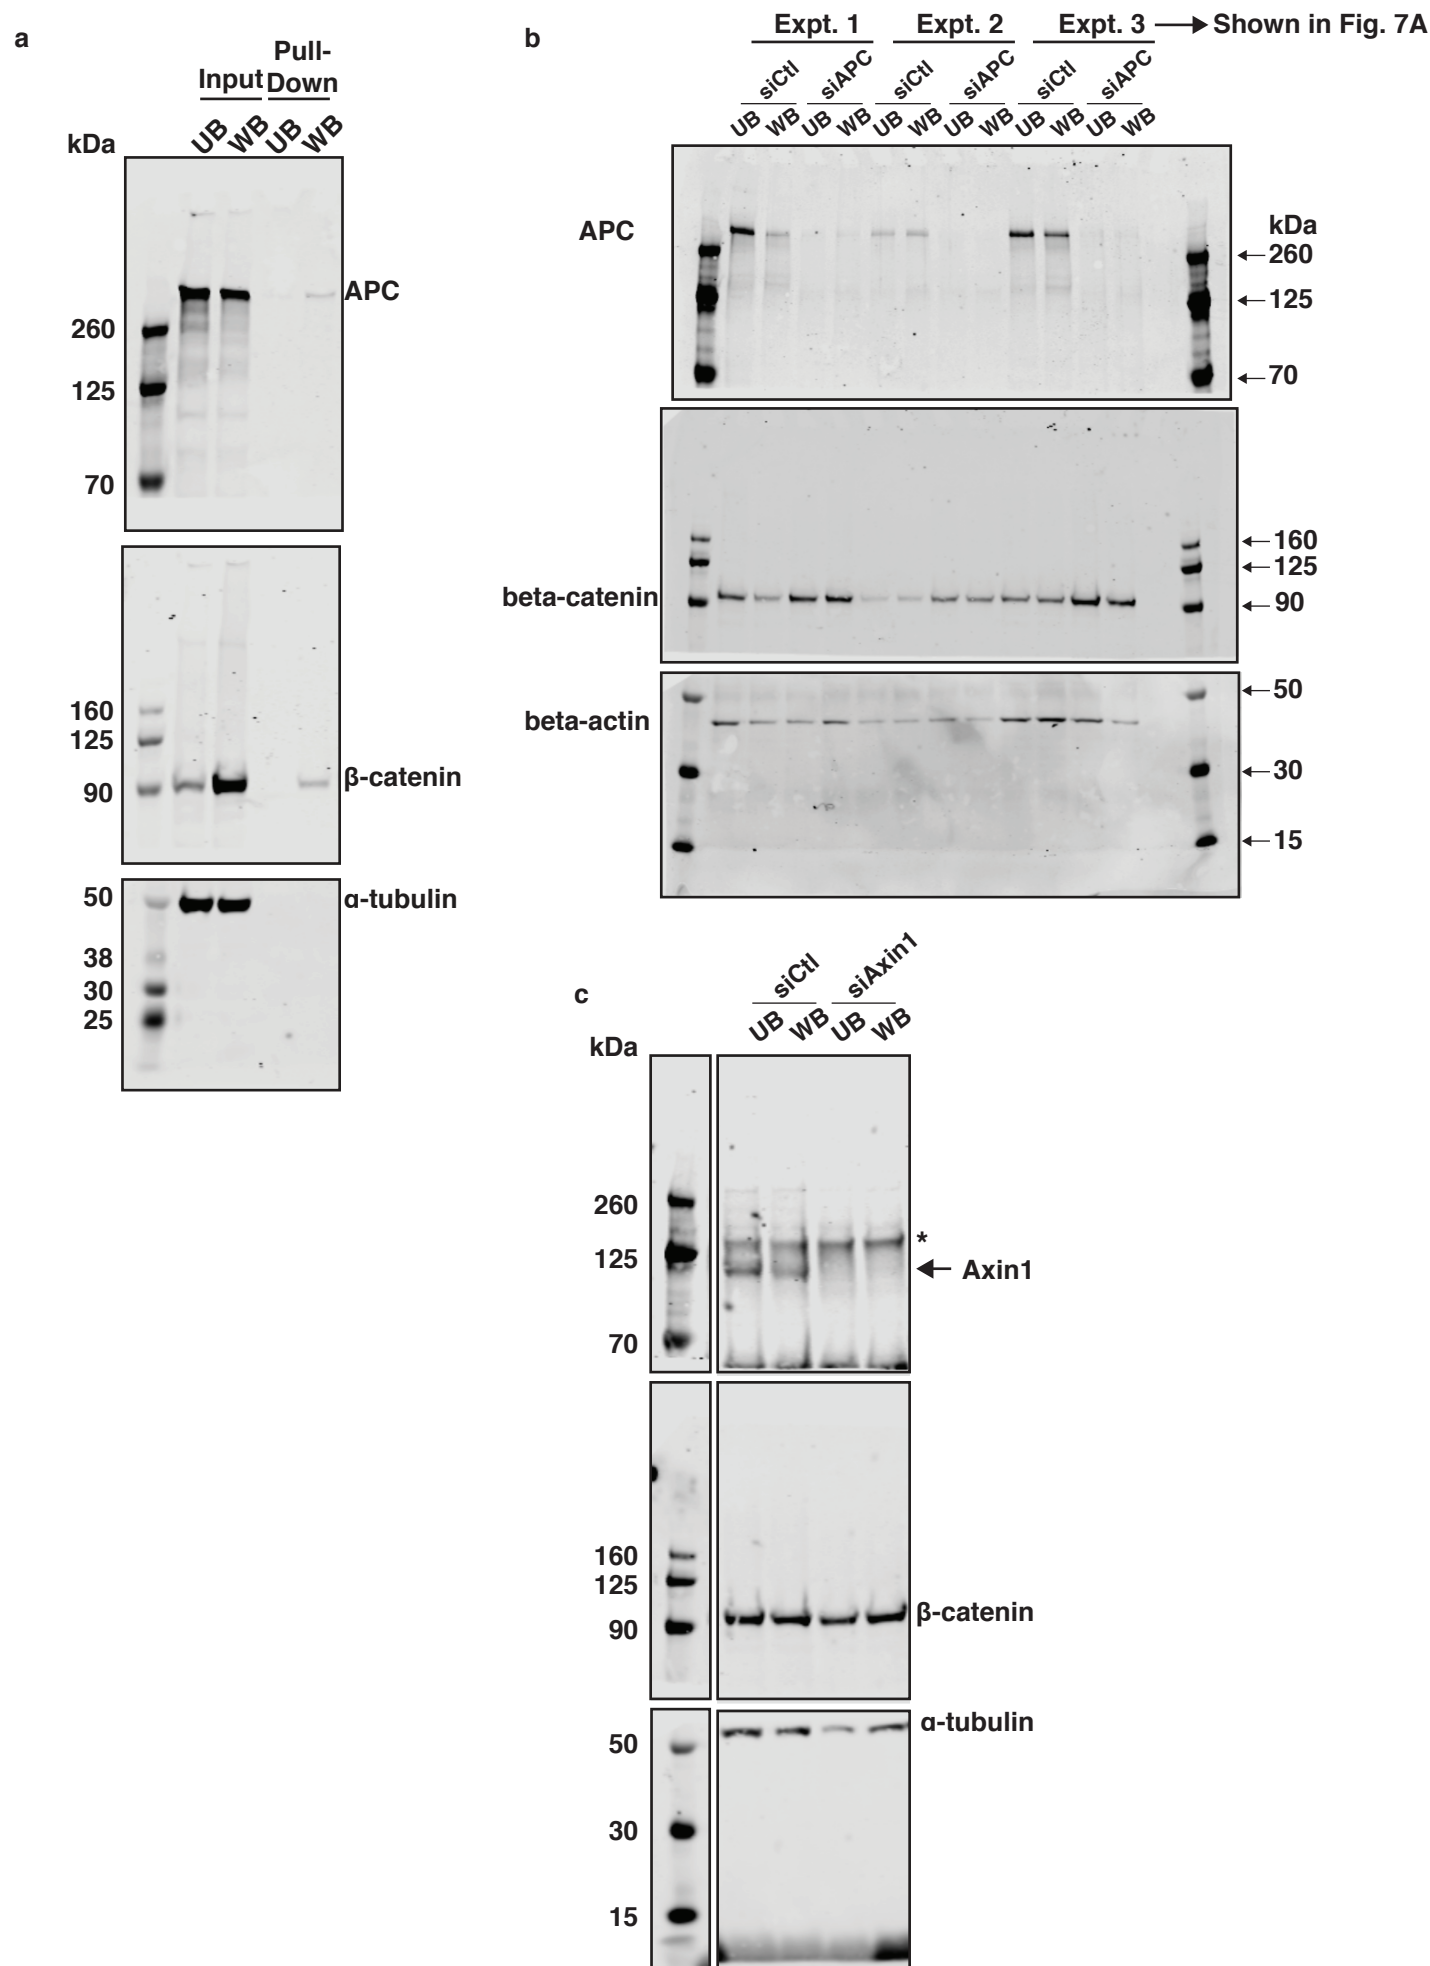 a
Pull-
Input Down
UB WB UB WB
kDa
APC
260
125
70
160
125
90
β-catenin
50
α-tubulin
38
30
25
b
Expt. 1 Expt. 2 Expt. 3 → Shown in Fig. 7A
siCtl siAPC siCtl siAPC siCtl siAPC
UB WB UB WB UB WB UB WB UB WB UB WB
APC
kDa
←260
←125
←70
←160
←125
beta-catenin
←90
←50
beta-actin
←30
←15
c
siCtl siAxin1
UB WB UB WB
kDa
260
*
125
← Axin1
70
160
125
90
β-catenin
α-tubulin
50
30
15